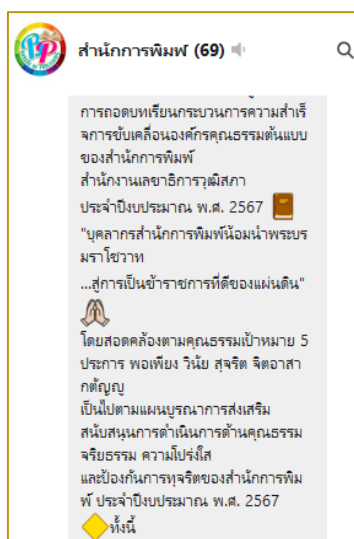 สำนักการพิมพ์ (69)
การถอดบทเรียนกระบวนการความสำเร็
จการขับเคลื่อนองค์กรคุณธรรมต้นแบบ
ของสำนักการพิมพ์
สำนักงานเลขาธิการวุฒิสภา
ประจำปีงบประมาณ พ.ศ. 2567
"บุคลากรสำนักการพิมพ์น้อมนำพระบร
มราโชวาท
...สู่การเป็นข้าราชการที่ดีของแผ่นดิน"
โดยสอดคล้องตามคุณธรรมเป้าหมาย 5
ประการ พอเพียง วินัย สุจริต จิตอาสา
กตัญญู
เป็นไปตามแผนบูรณาการส่งเสริม
สนับสนุนการดำเนินการด้านคุณธรรม
จริยธรรม ความโปร่งใส
และป้องกันการทุจริตของสำนักการพิม
พ์ ประจำปีงบประมาณ พ.ศ. 2567
ทั้งนี้